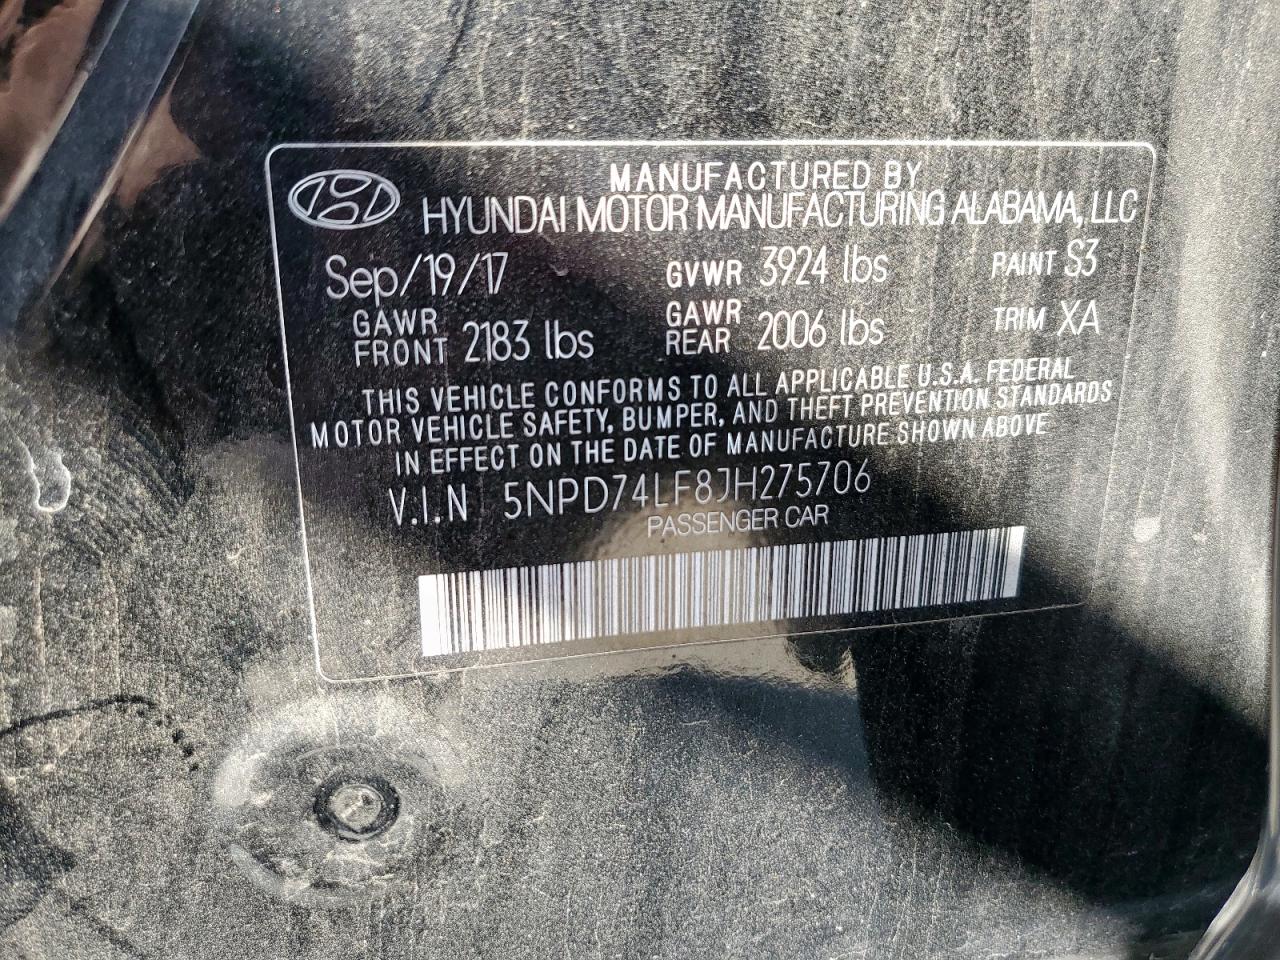 MANUFACTURED BY
HYUNDAI MOTOR MANUFACTURING ALABAMA, LLC
Sep/19/17 GVWR 3924 lbs PAINT S3
GAWR FRONT 2183 lbs GAWR REAR 2006 lbs TRIM XA
THIS VEHICLE CONFORMS TO ALL APPLICABLE U.S.A. FEDERAL
MOTOR VEHICLE SAFETY, BUMPER, AND THEFT PREVENTION STANDARDS
IN EFFECT ON THE DATE OF MANUFACTURE SHOWN ABOVE
V.I.N 5NPD74LF8JH275706
PASSENGER CAR